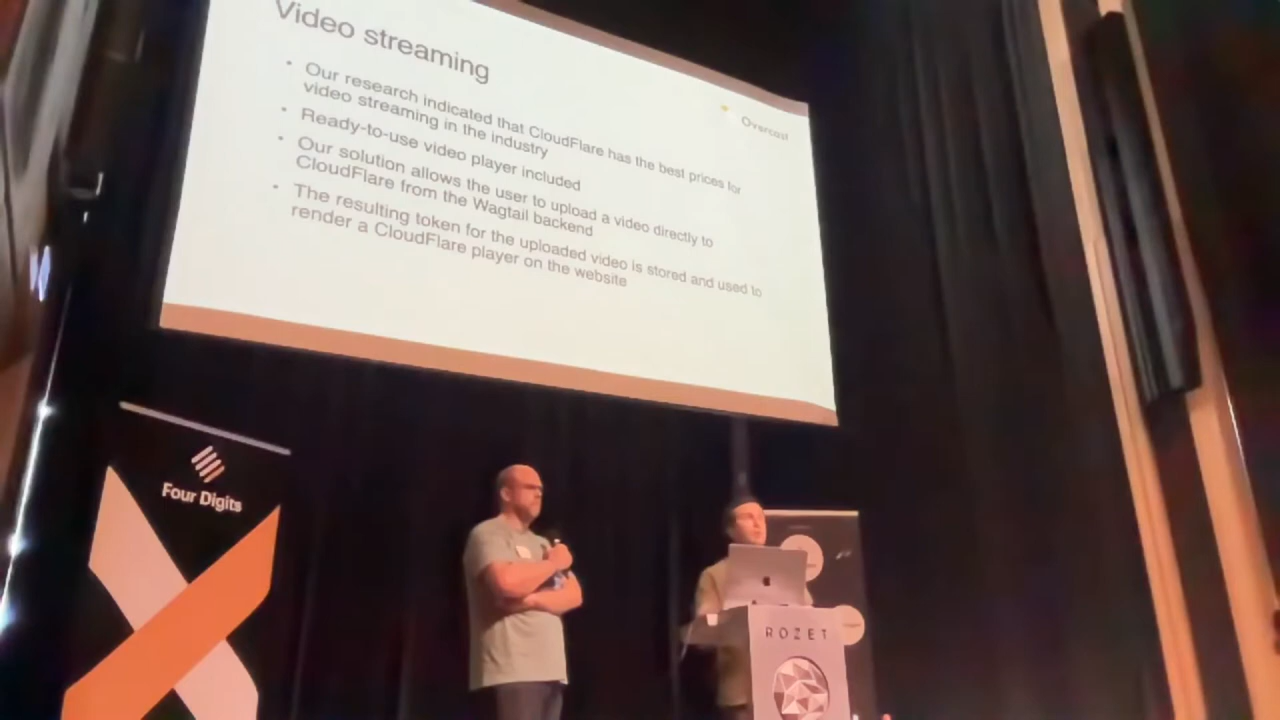 Video streaming
• Our research indicated that CloudFlare has the best prices for
video streaming in the industry
• Ready-to-use video player included
• Our solution allows the user to upload a video directly to
CloudFlare from the Wagtail backend
• The resulting token for the uploaded video is stored and used to
render a CloudFlare player on the website
Overcast
Four Digits
ROZET